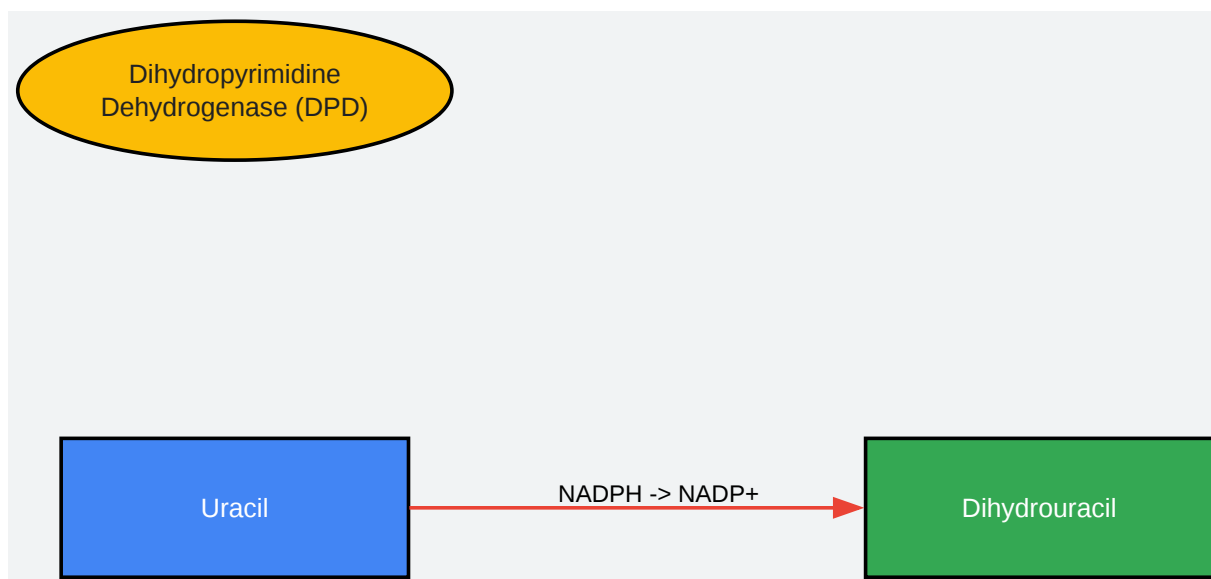 Dihydropyrimidine
Dehydrogenase (DPD)
NADPH -> NADP+
Uracil
Dihydrouracil